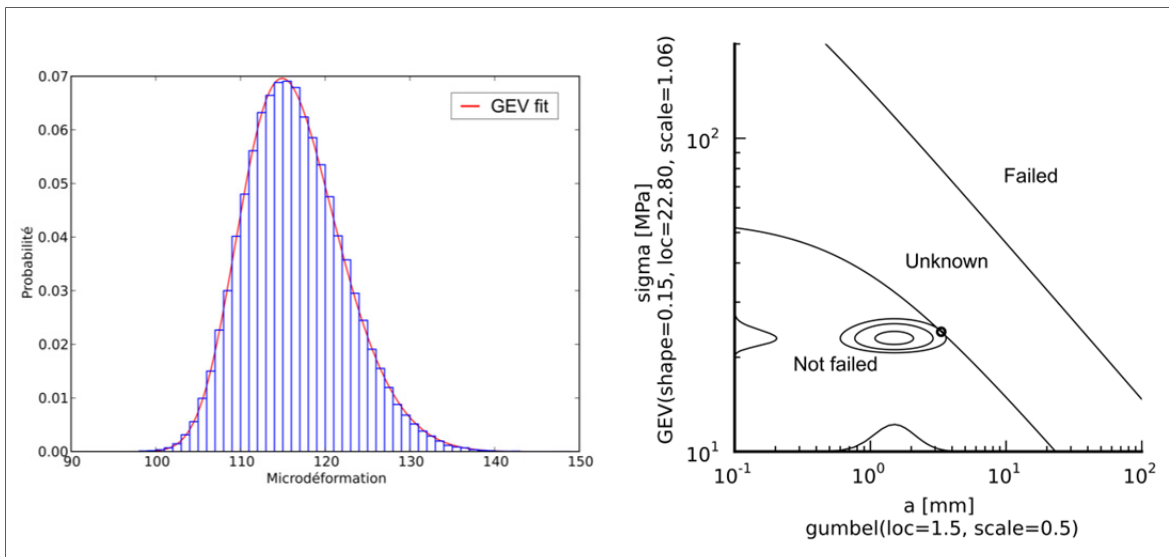 0.07
0.06
0.05
0.04
0.03
0.02
0.01
0.00
90 100 110 120 130 140 150
Probabilité
Microdéformation
GEV fit
sigma [MPa]
GEV(shape=0.15, loc=22.80, scale=1.06)
10²
10¹
Failed
Unknown
Not failed
10⁻¹ 10⁰ 10¹ 10²
a [mm]
gumbel(loc=1.5, scale=0.5)